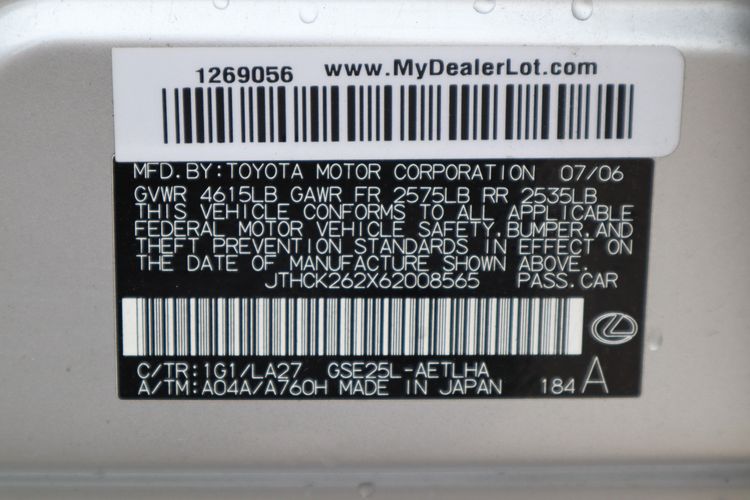 1269056 www.MyDealerLot.com
MFD.BY:TOYOTA MOTOR CORPORATION 07/06
GVWR 4615LB GAWR FR 2575LB RR 2535LB
THIS VEHICLE CONFORMS TO ALL APPLICABLE
FEDERAL MOTOR VEHICLE SAFETY,BUMPER,AND
THEFT PREVENTION STANDARDS IN EFFECT ON
THE DATE OF MANUFACTURE SHOWN ABOVE.
JTHCK262X62008565 PASS.CAR
C/TR:1G1/LA27 GSE25L-AETLHA
A/TM:A04A/A760H MADE IN JAPAN 184 A